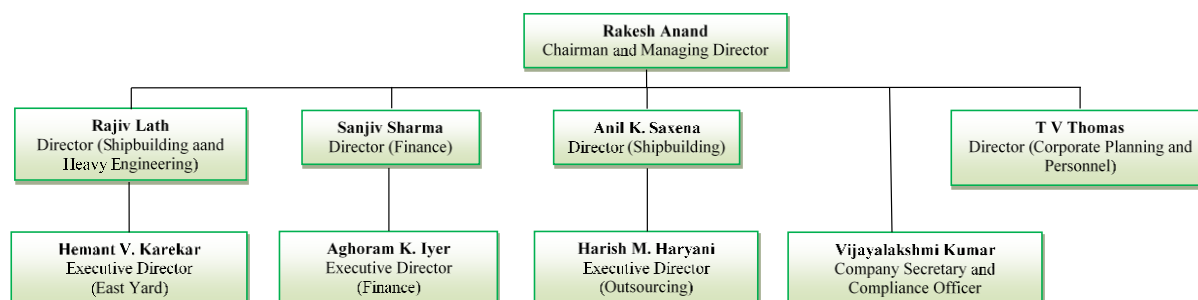 Rakesh Anand
Chairman and Managing Director
Rajiv Lath
Director (Shipbuilding aand
Heavy Engineering)
Sanjiv Sharma
Director (Finance)
Anil K. Saxena
Director (Shipbuilding)
T V Thomas
Director (Corporate Planning and
Personnel)
Hemant V. Karekar
Executive Director
(East Yard)
Aghoram K. Iyer
Executive Director
(Finance)
Harish M. Haryani
Executive Director
(Outsourcing)
Vijayalakshmi Kumar
Company Secretary and
Compliance Officer